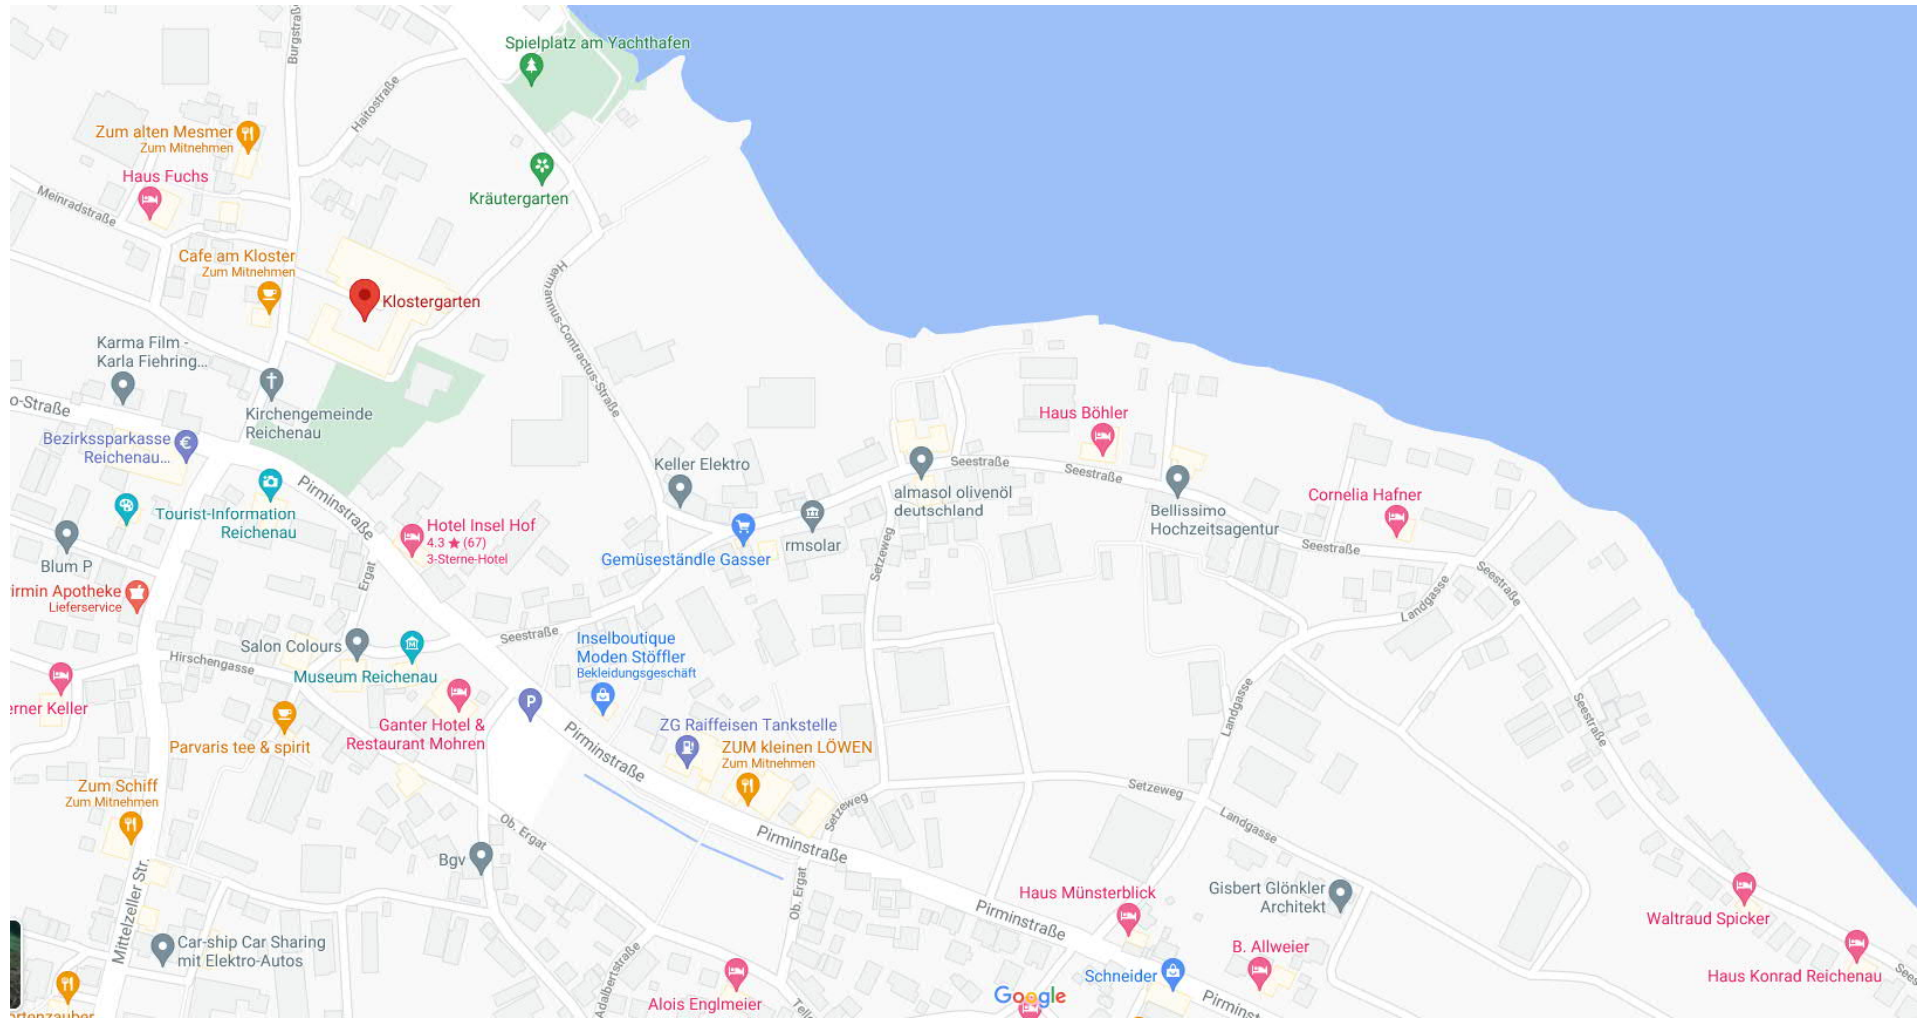 Spielplatz am Yachthafen
Burgstraß
Haitostraße
Zum alten Mesmer
Zum Mitnehmen
Haus Fuchs
Kräutergarten
Meinradstraße
Cafe am Kloster
Zum Mitnehmen
Klostergarten
Hermannus-Contractus-Straße
Karma Film -
Karla Fiehring...
o-Straße
Kirchengemeinde
Reichenau
Bezirkssparkasse
Reichenau...
Haus Böhler
Keller Elektro
Seestraße
Seestraße
almasol olivenöl
deutschland
Bellissimo
Hochzeitsagentur
Cornelia Hafner
Pirminstraße
Tourist-Information
Reichenau
Hotel Insel Hof
4.3 ★ (67)
3-Sterne-Hotel
Gemüseständle Gasser
rmsolar
Setzeweg
Seestraße
Blum P
Ergat
irmin Apotheke
Lieferservice
Landgasse
Seestraße
Salon Colours
Seestraße
Hirschengasse
Museum Reichenau
Inselboutique
Moden Stöffler
Bekleidungsgeschäft
erner Keller
Ganter Hotel &
Restaurant Mohren
P
Landgasse
Seestraße
Parvaris tee & spirit
ZG Raiffeisen Tankstelle
ZUM kleinen LÖWEN
Zum Mitnehmen
Pirminstraße
Zum Schiff
Zum Mitnehmen
Setzeweg
Setzeweg
Landgasse
Ob. Ergat
Pirminstraße
Bgv
Ob. Ergat
Mittelzeller Str.
Haus Münsterblick
Pirminstraße
Gisbert Glönkler
Architekt
Waltraud Spicker
Car-ship Car Sharing
mit Elektro-Autos
Adalbertstraße
B. Allweier
Schneider
Haus Konrad Reichenau
Sees
Alois Englmeier
Telle
Google
Pirminst
rtenzauber